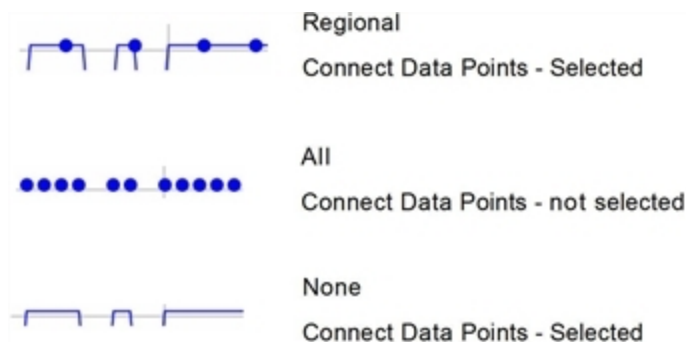 Regional
Connect Data Points - Selected
All
Connect Data Points - not selected
None
Connect Data Points - Selected